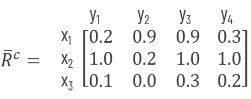 y₁ y₂ y₃ y₄
x₁ [0.2 0.9 0.9 0.3]
R̄ᶜ = x₂ [1.0 0.2 1.0 1.0]
x₃ [0.1 0.0 0.3 0.2]